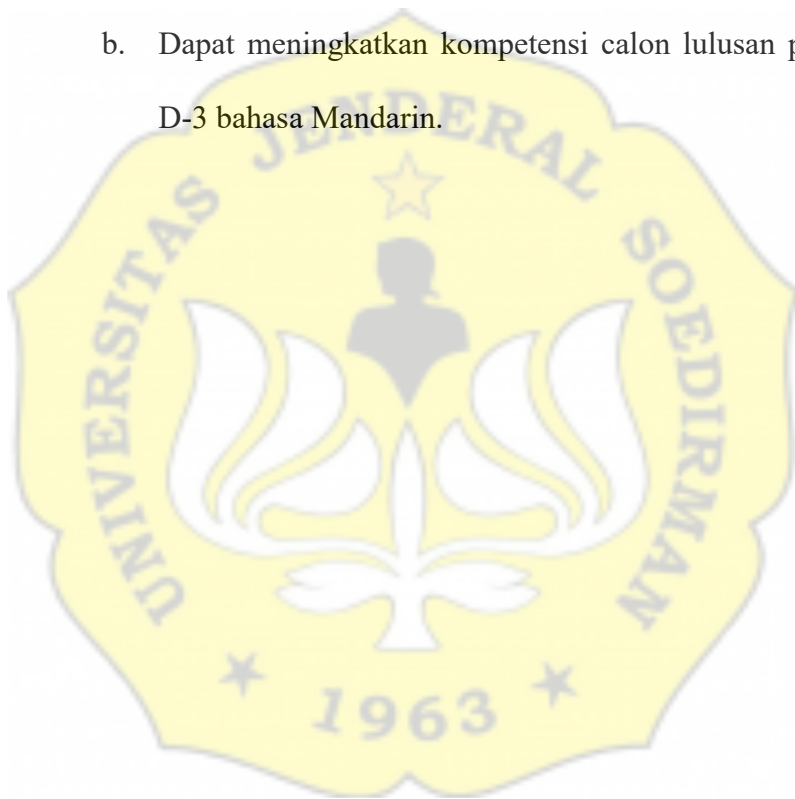 b. Dapat meningkatkan kompetensi calon lulusan
D-3 bahasa Mandarin.
UNIVERSITAS JENDERAL SOEDIRMAN
1963